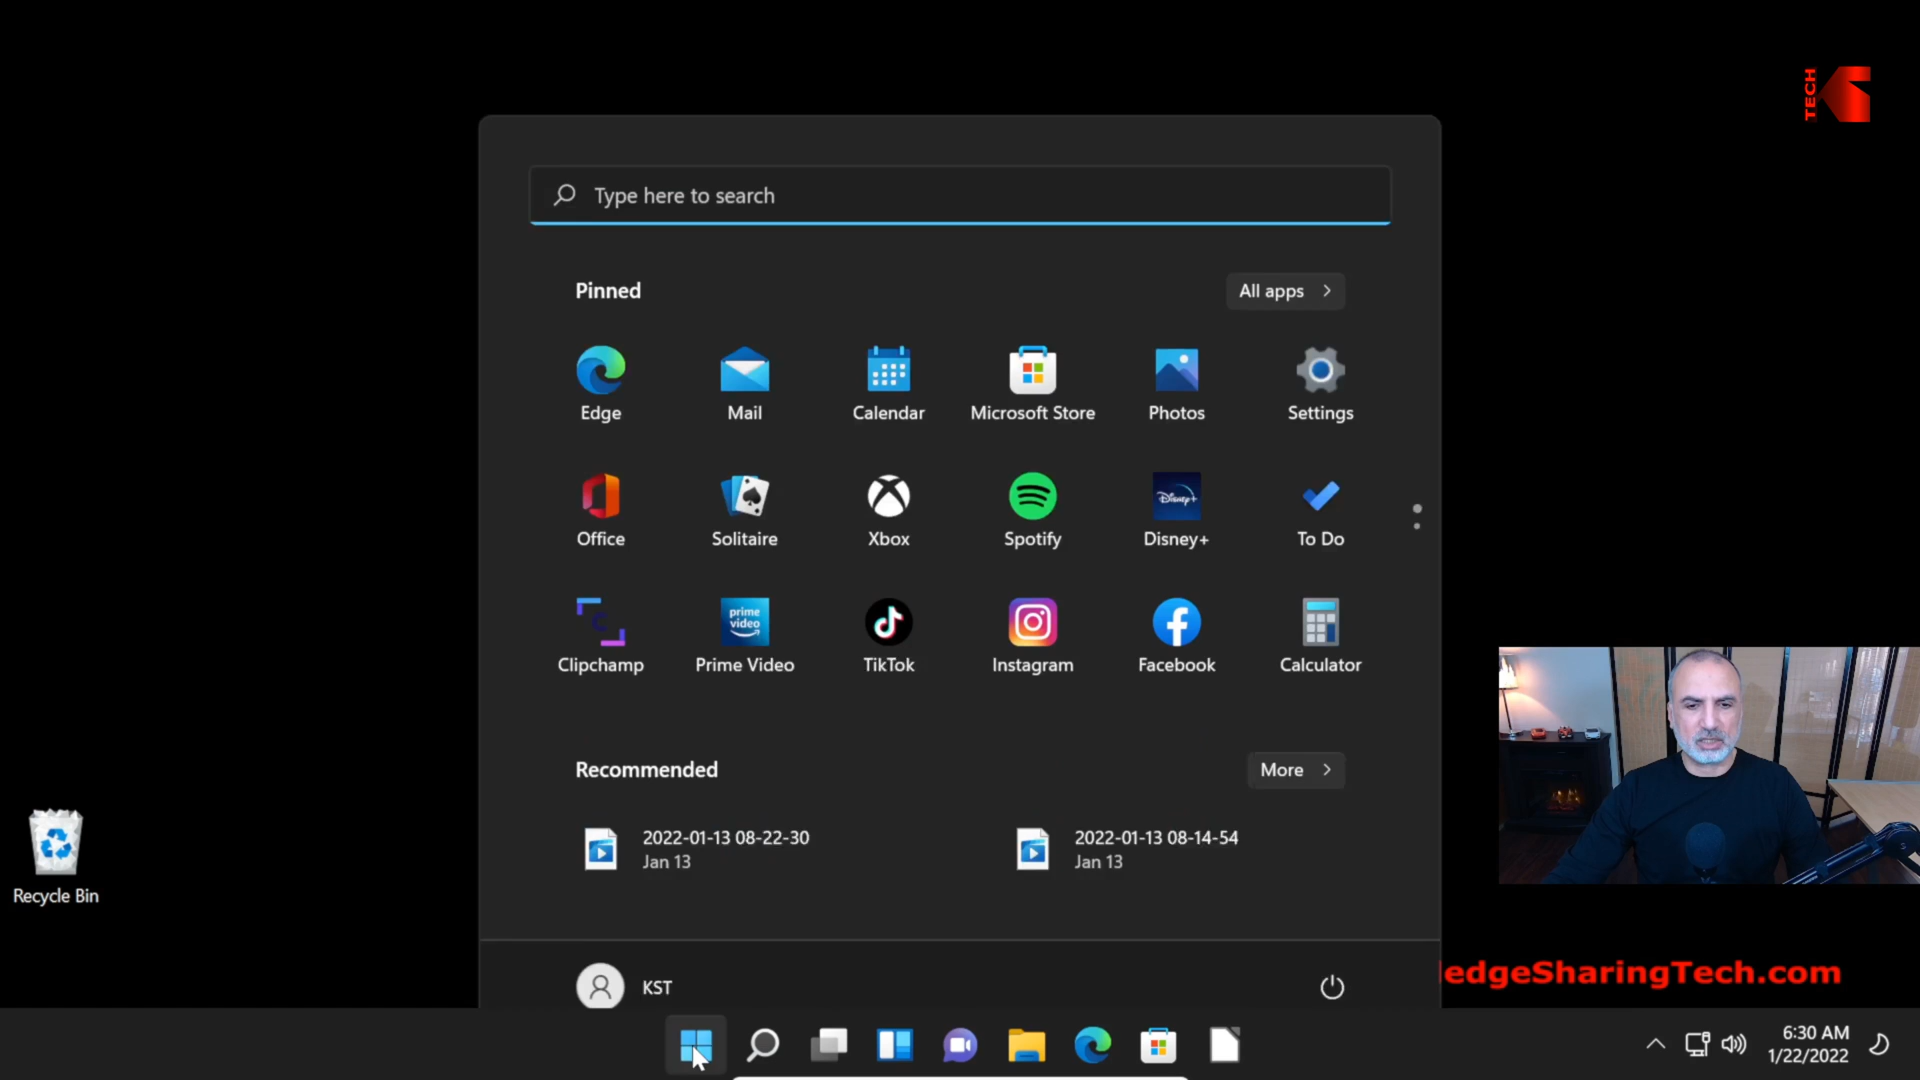 TECH
Type here to search
Pinned
All apps
Edge
Mail
Calendar
Microsoft Store
Photos
Settings
Office
Solitaire
Xbox
Spotify
Disney+
Disney+
To Do
prime video
Clipchamp
Prime Video
TikTok
Instagram
Facebook
Calculator
Recommended
More
2022-01-13 08-22-30
Jan 13
2022-01-13 08-14-54
Jan 13
Recycle Bin
KST
edgeSharingTech.com
6:30 AM
1/22/2022